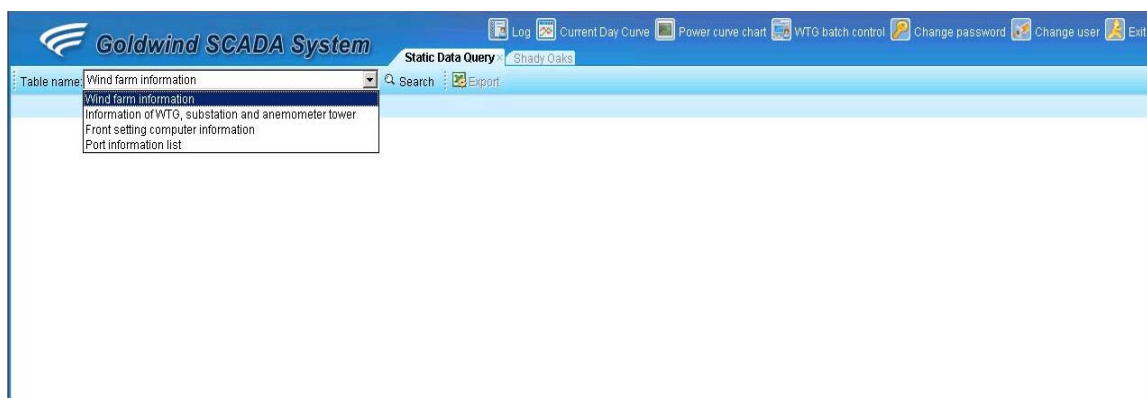 Goldwind SCADA System
Log Current Day Curve Power curve chart WTG batch control Change password Change user Exit
Static Data Query × Shady Oaks
Table name: Wind farm information Search Export
Wind farm information
Information of WTG, substation and anemometer tower
Front setting computer information
Port information list